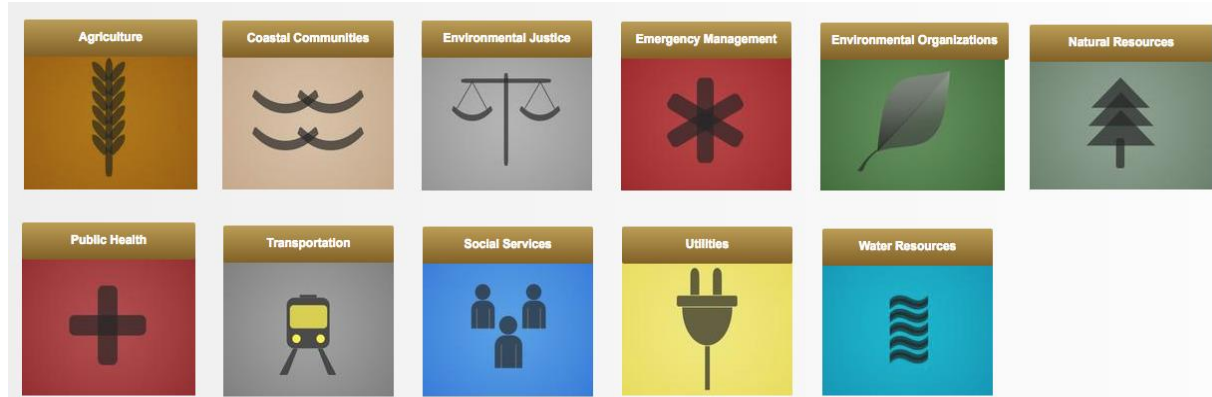 Agriculture
Coastal Communities
Environmental Justice
Emergency Management
Environmental Organizations
Natural Resources
Public Health
Transportation
Social Services
Utilities
Water Resources